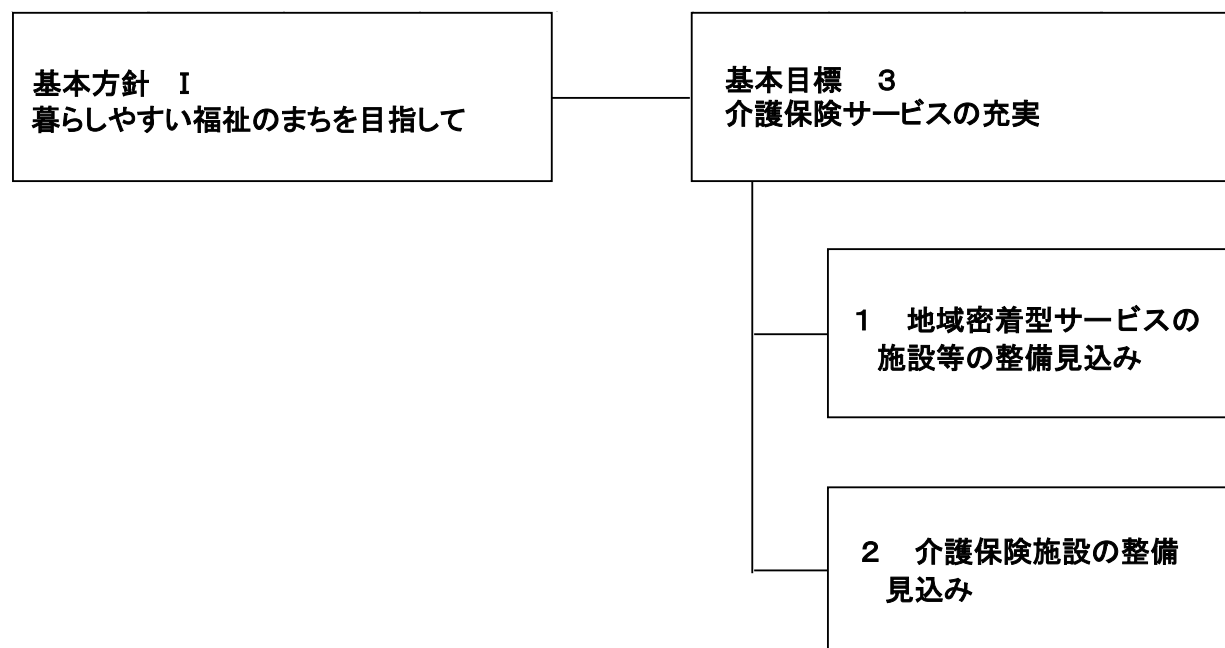 基本方針　Ⅰ
暮らしやすい福祉のまちを目指して
基本目標　３
介護保険サービスの充実
１　地域密着型サービスの
施設等の整備見込み
２　介護保険施設の整備
見込み